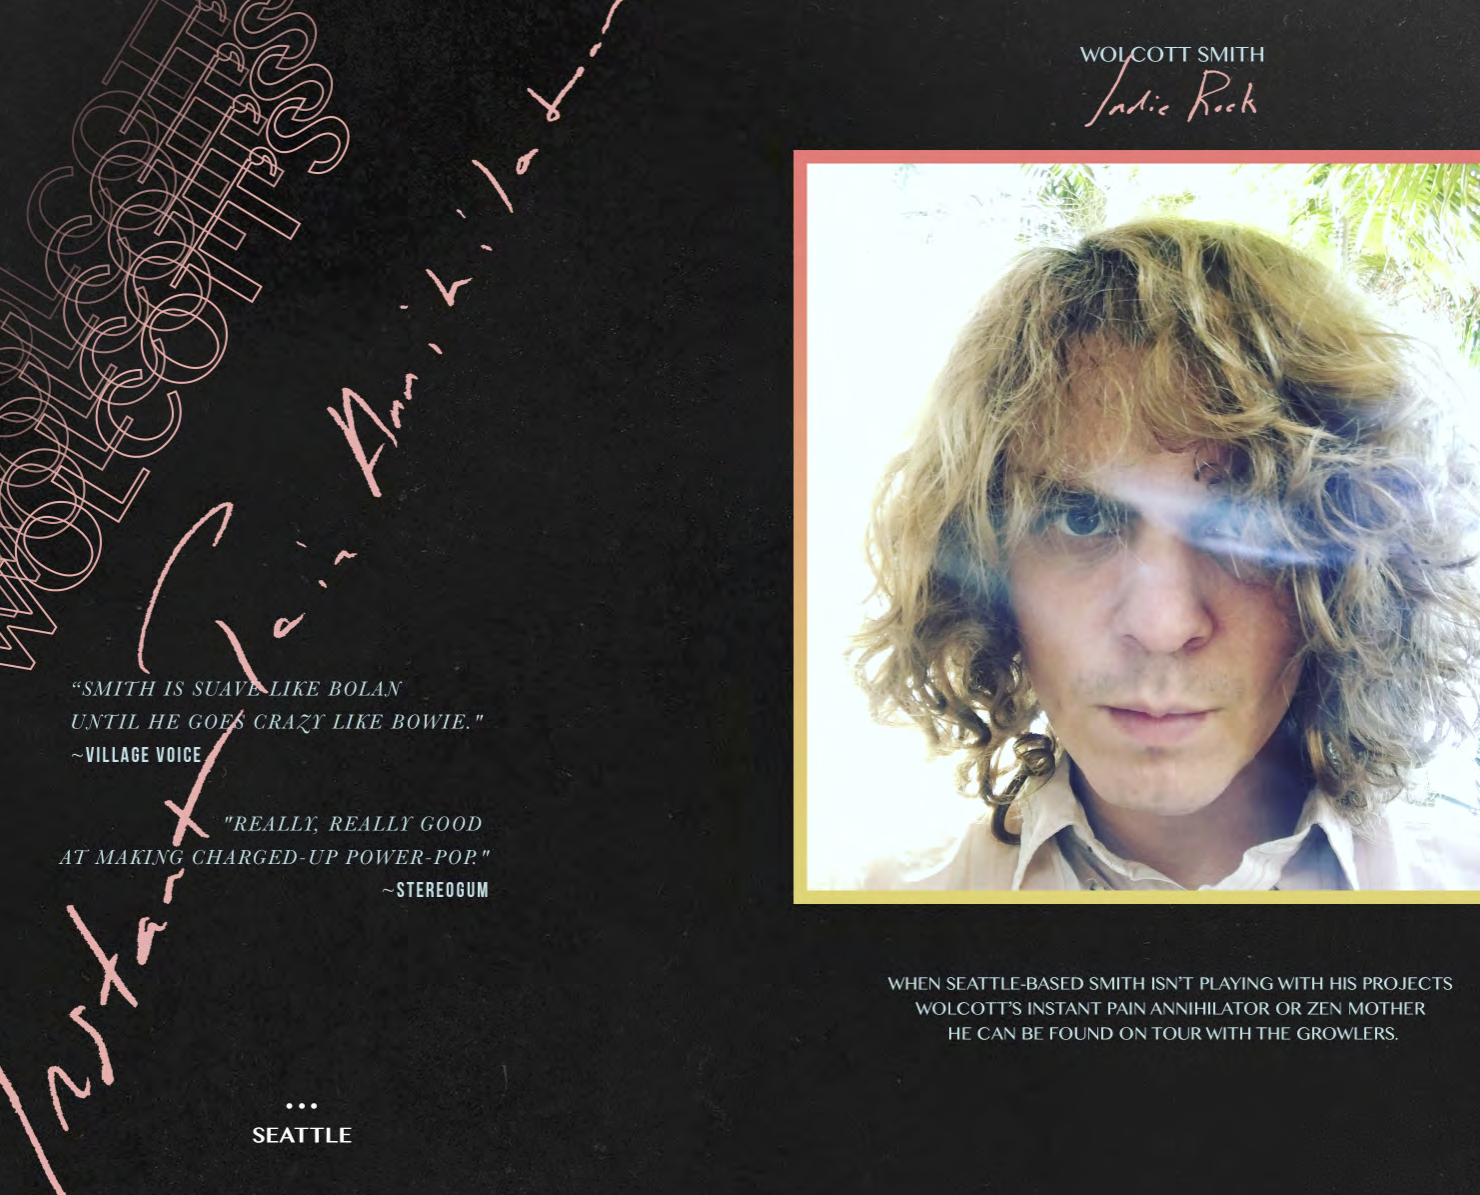 WOLCOTT'S
WOLCOTT'S
WOLCOTT'S
WOLCOTT'S
Instant Pain Annihilator
“SMITH IS SUAVE LIKE BOLAN
UNTIL HE GOES CRAZY LIKE BOWIE."
~VILLAGE VOICE
"REALLY, REALLY GOOD
AT MAKING CHARGED-UP POWER-POP."
~STEREOGUM
...
SEATTLE
WOLCOTT SMITH
Indie Rock
WHEN SEATTLE-BASED SMITH ISN'T PLAYING WITH HIS PROJECTS
WOLCOTT'S INSTANT PAIN ANNIHILATOR OR ZEN MOTHER
HE CAN BE FOUND ON TOUR WITH THE GROWLERS.